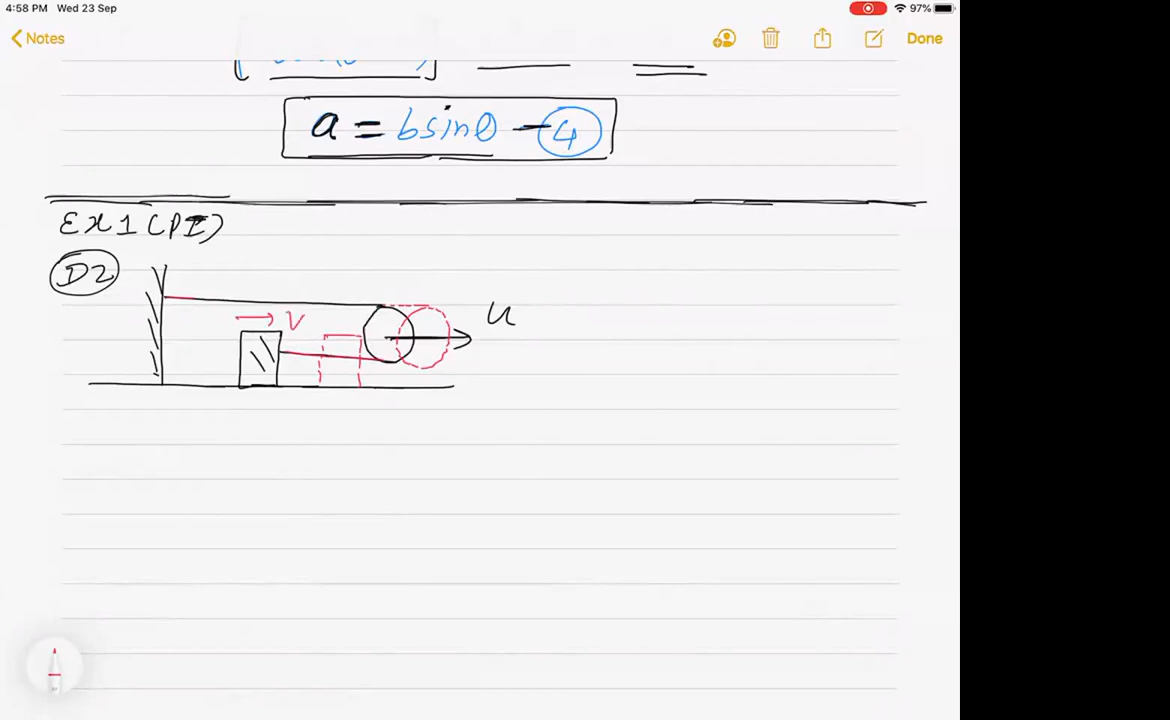 4:58 PM Wed 23 Sep
97%
Notes
Done
a = bsinθ - 4
Ex 1 (PI)
D2
V
u